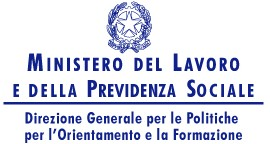 MINISTERO DEL LAVORO
E DELLA PREVIDENZA SOCIALE
Direzione Generale per le Politiche
per l'Orientamento e la Formazione